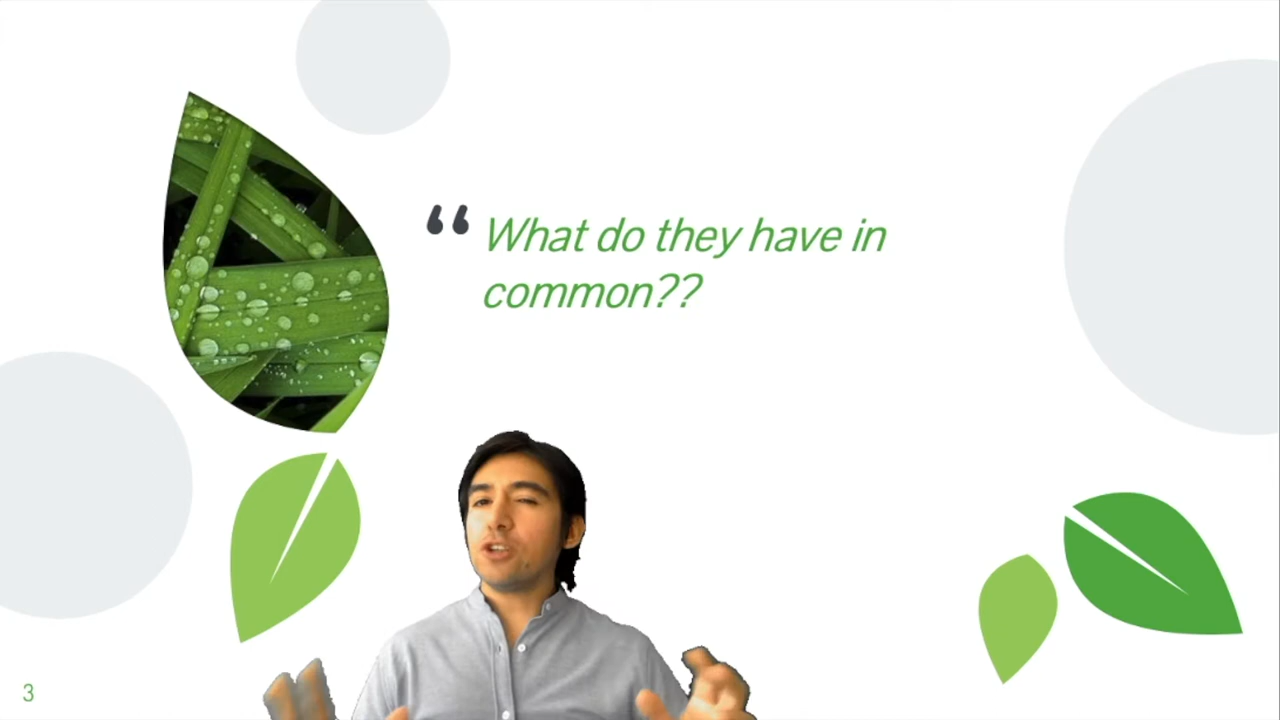 “ What do they have in
common??
3